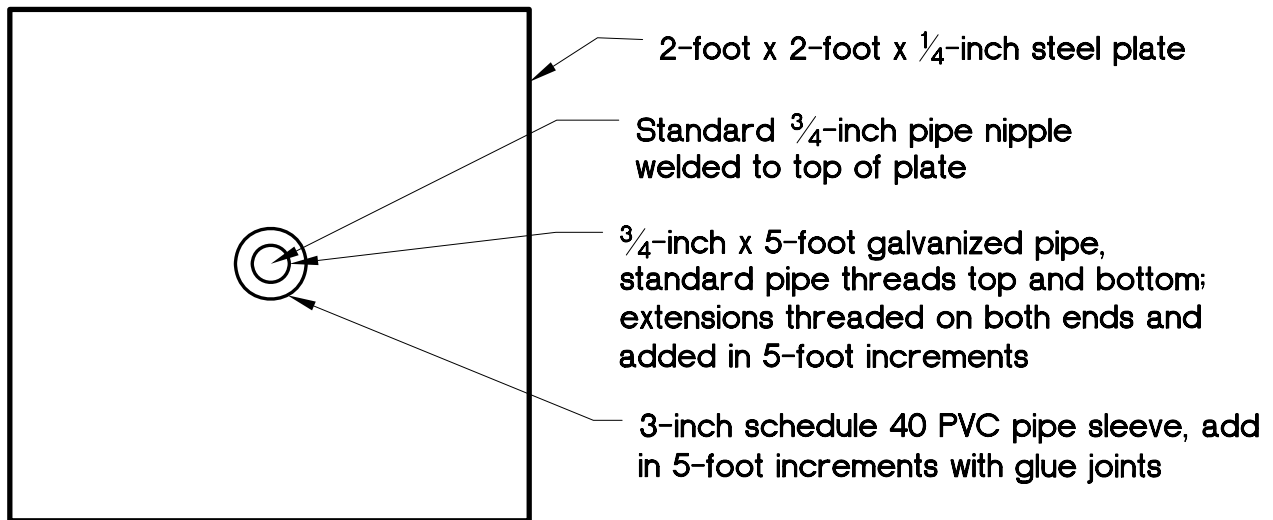 2-foot x 2-foot x ¼-inch steel plate
Standard ¾-inch pipe nipple
welded to top of plate
¾-inch x 5-foot galvanized pipe,
standard pipe threads top and bottom;
extensions threaded on both ends and
added in 5-foot increments
3-inch schedule 40 PVC pipe sleeve, add
in 5-foot increments with glue joints